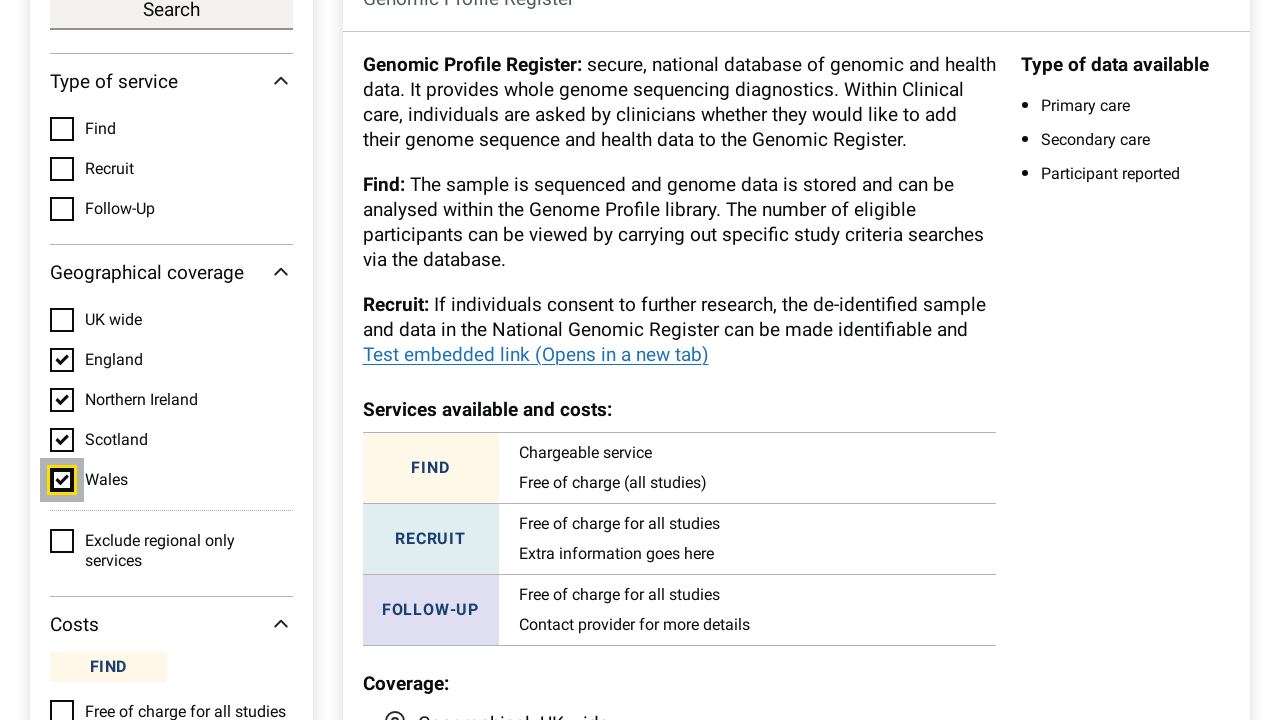 Search
Type of service
Find
Recruit
Follow-Up
Geographical coverage
UK wide
England
Northern Ireland
Scotland
Wales
Exclude regional only
services
Costs
FIND
Free of charge for all studies
Genomic Profile Register
Genomic Profile Register: secure, national database of genomic and health
data. It provides whole genome sequencing diagnostics. Within Clinical
care, individuals are asked by clinicians whether they would like to add
their genome sequence and health data to the Genomic Register.
Find: The sample is sequenced and genome data is stored and can be
analysed within the Genome Profile library. The number of eligible
participants can be viewed by carrying out specific study criteria searches
via the database.
Recruit: If individuals consent to further research, the de-identified sample
and data in the National Genomic Register can be made identifiable and
Test embedded link (Opens in a new tab)
Services available and costs:
FIND
Chargeable service
Free of charge (all studies)
RECRUIT
Free of charge for all studies
Extra information goes here
FOLLOW-UP
Free of charge for all studies
Contact provider for more details
Coverage:
Geographical: UK wide
Type of data available
Primary care
Secondary care
Participant reported